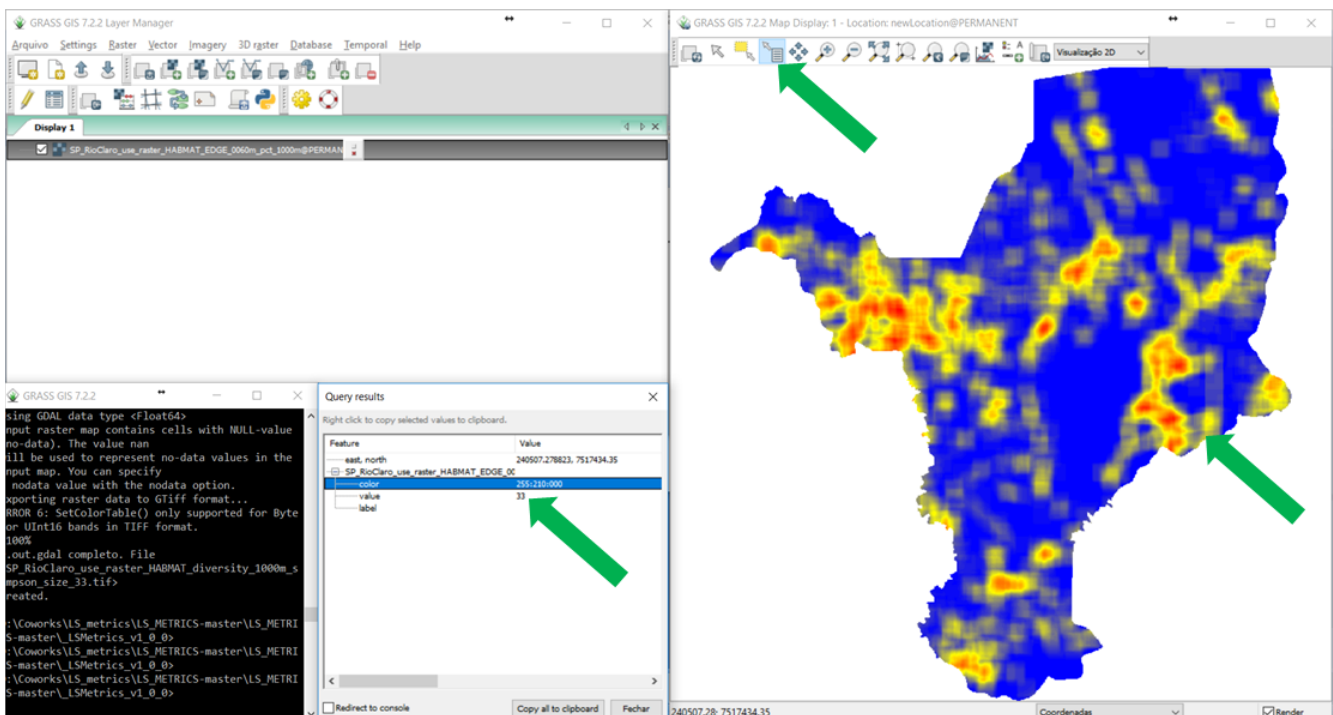 GRASS GIS 7.2.2 Layer Manager
Arquivo Settings Raster Vector Imagery 3D raster Database Temporal Help
Display 1
SP_RioClaro_use_raster_HABMAT_EDGE_0060m_pct_1000m@PERMAN
GRASS GIS 7.2.2 Map Display: 1 - Location: newLocation@PERMANENT
Visualização 2D
240507.28; 7517434.35
Coordenadas
Render
GRASS GIS 7.2.2
sing GDAL data type <Float64>
nput raster map contains cells with NULL-value
no-data). The value nan
ill be used to represent no-data values in the
nput map. You can specify
nodata value with the nodata option.
xporting raster data to GTiff format...
RROR 6: SetColorTable() only supported for Byte
or UInt16 bands in TIFF format.
100%
.out.gdal completo. File
SP_RioClaro_use_raster_HABMAT_diversity_1000m_s
mpson_size_33.tif>
reated.
:\Coworks\LS_metrics\LS_METRICS-master\LS_METRI
S-master\_LSMetrics_v1_0_0>
:\Coworks\LS_metrics\LS_METRICS-master\LS_METRI
S-master\_LSMetrics_v1_0_0>
:\Coworks\LS_metrics\LS_METRICS-master\LS_METRI
S-master\_LSMetrics_v1_0_0>
Query results
Right click to copy selected values to clipboard.
Feature Value
east, north 240507.278823, 7517434.35
SP_RioClaro_use_raster_HABMAT_EDGE_00
color 255:210:000
value 33
label
Redirect to console Copy all to clipboard Fechar